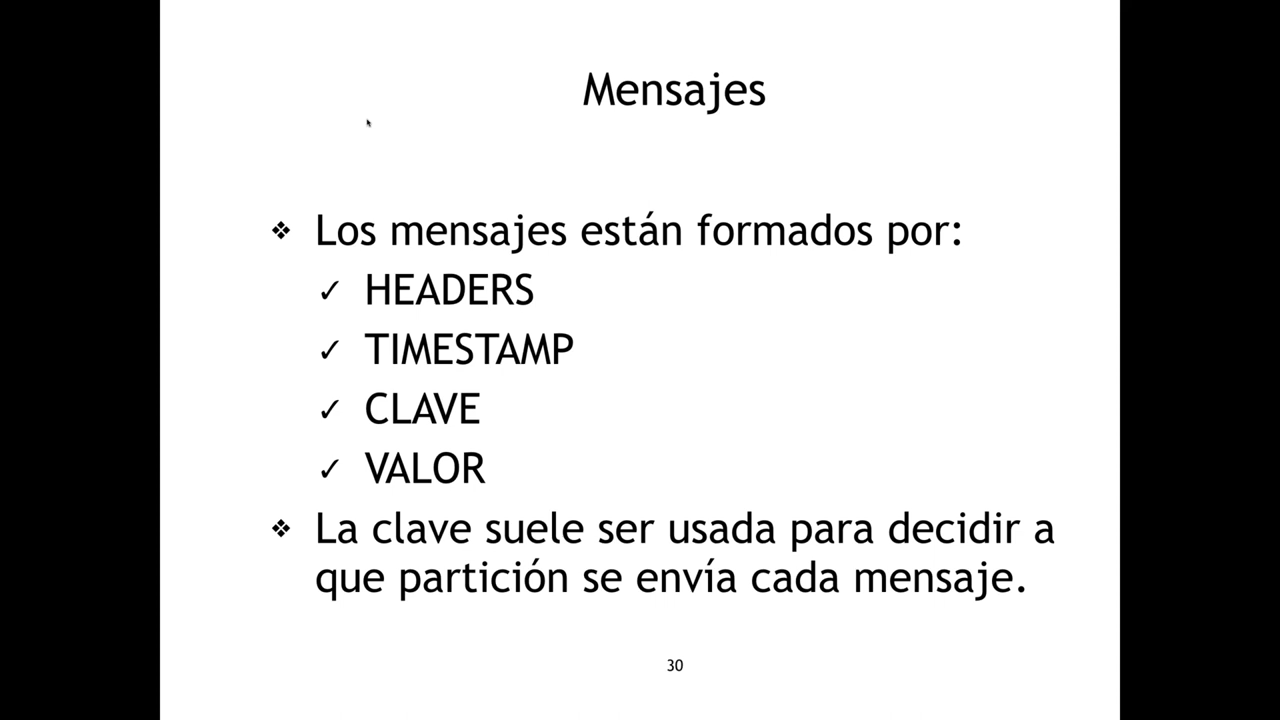 Mensajes
❖ Los mensajes están formados por:
✓ HEADERS
✓ TIMESTAMP
✓ CLAVE
✓ VALOR
❖ La clave suele ser usada para decidir a
que partición se envía cada mensaje.
30